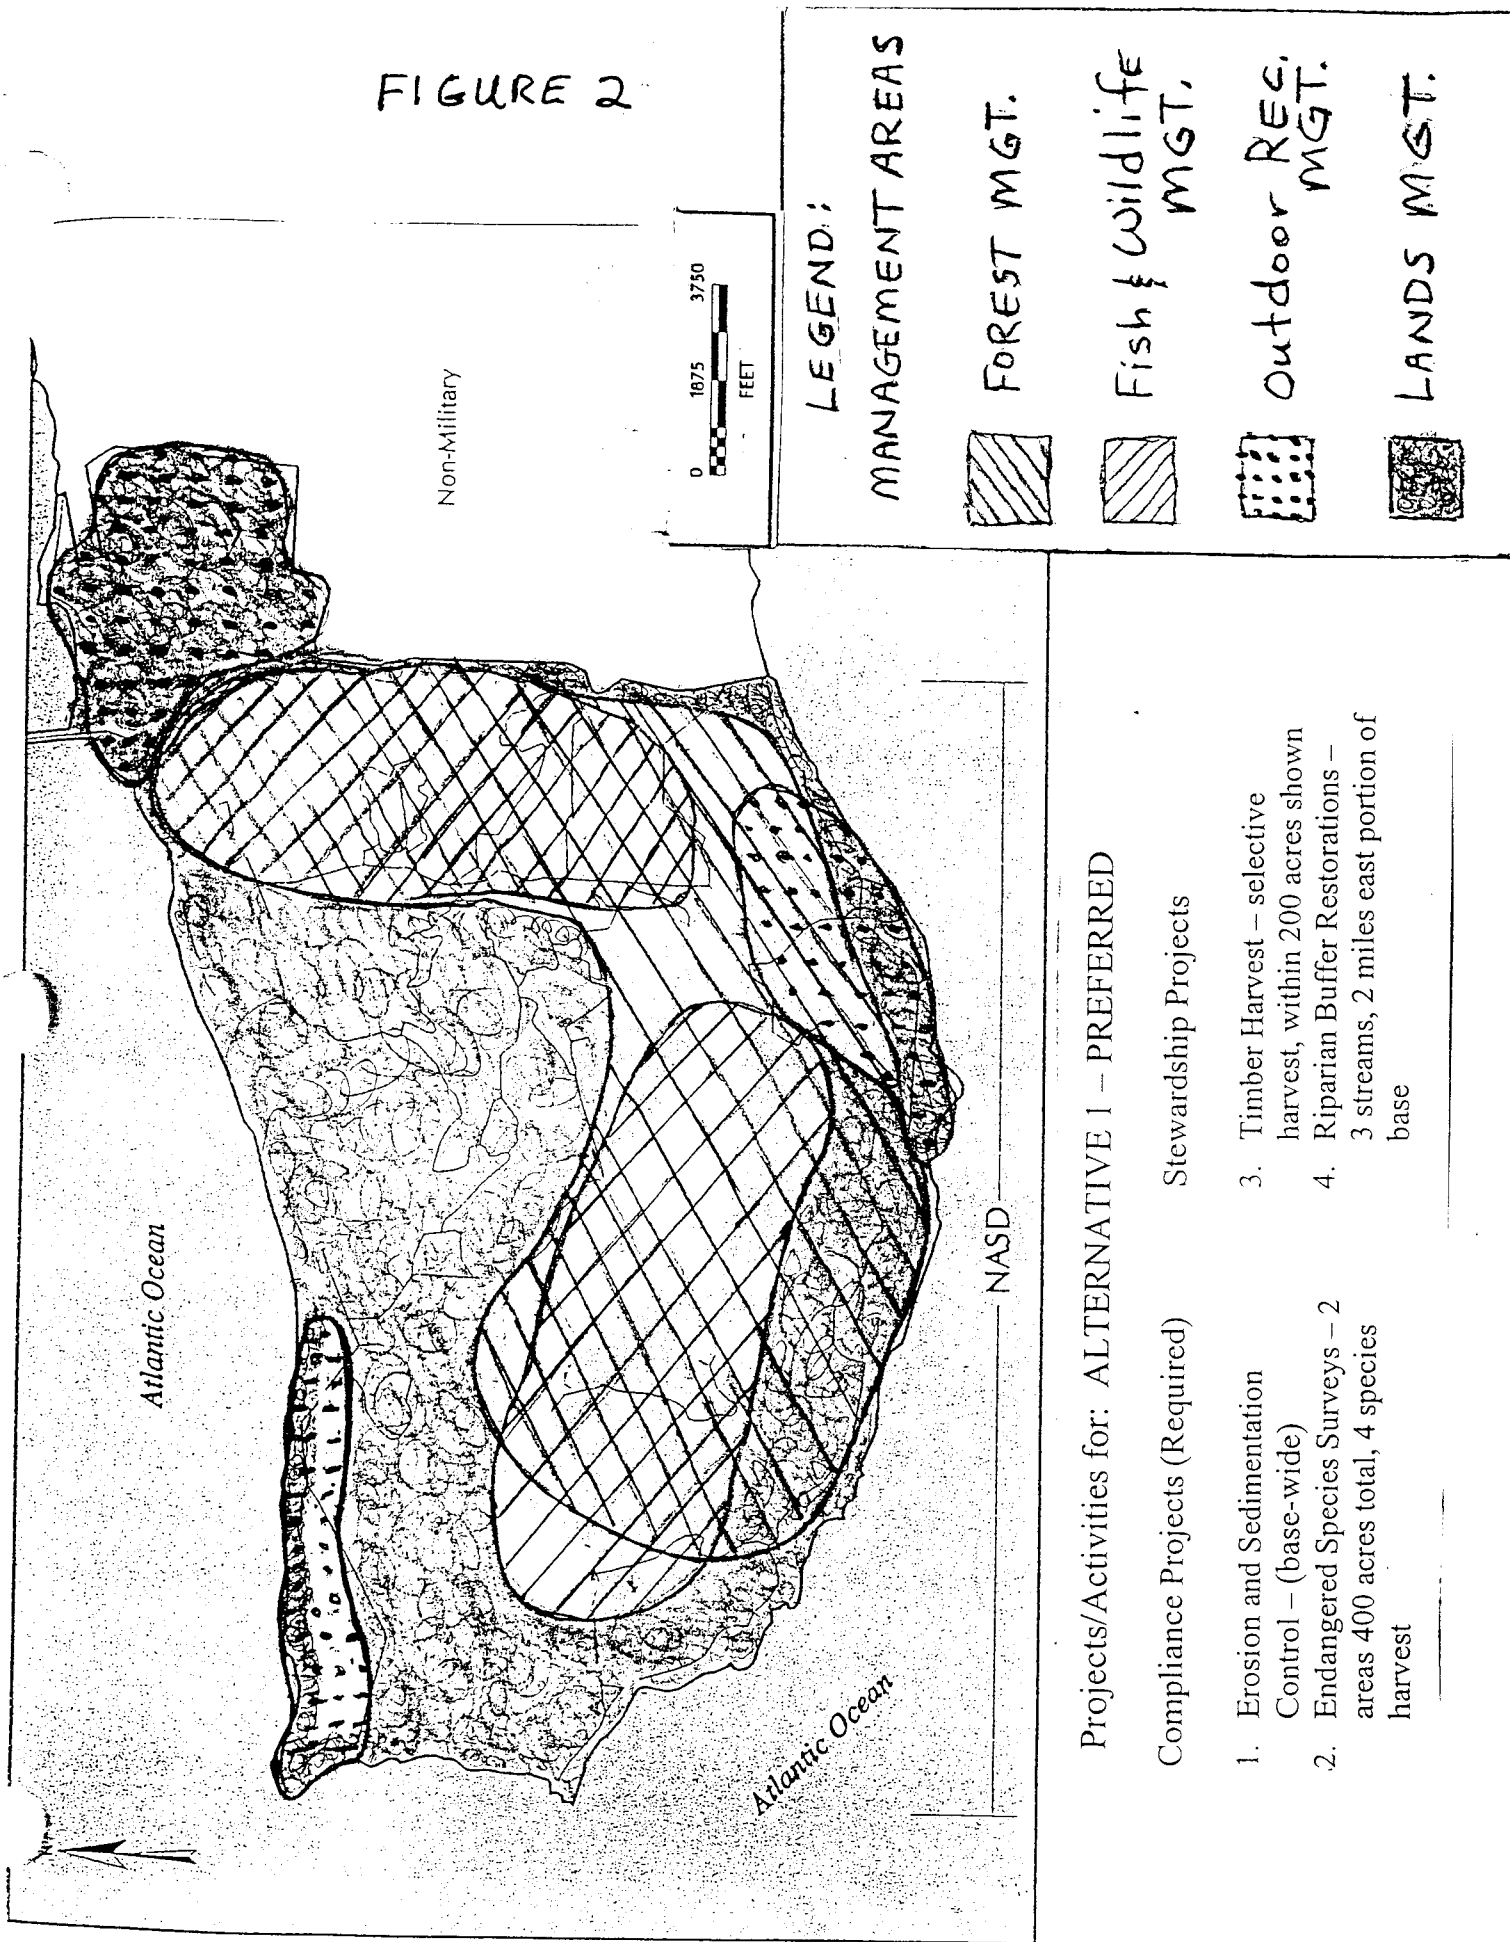 FIGURE 2
Atlantic Ocean
Non-Military
0 1875 3750
FEET
Atlantic Ocean
NASD
LEGEND:
MANAGEMENT AREAS
FOREST MGT.
Fish & Wildlife
MGT.
Outdoor REC.
MGT.
LANDS MGT.
Projects/Activities for: ALTERNATIVE 1 – PREFERRED
Compliance Projects (Required)
1. Erosion and Sedimentation
Control – (base-wide)
2. Endangered Species Surveys – 2
areas 400 acres total, 4 species
harvest
Stewardship Projects
3. Timber Harvest – selective
harvest, within 200 acres shown
4. Riparian Buffer Restorations –
3 streams, 2 miles east portion of
base